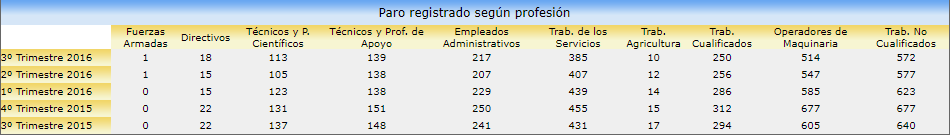 Paro registrado según profesión
Fuerzas Armadas Directivos Técnicos y P. Científicos Técnicos y Prof. de Apoyo Empleados Administrativos Trab. de los Servicios Trab. Agricultura Trab. Cualificados Operadores de Maquinaria Trab. No Cualificados
3º Trimestre 2016 1 18 113 139 217 385 10 250 514 572
2º Trimestre 2016 1 15 105 138 207 407 12 256 547 577
1º Trimestre 2016 0 15 123 138 229 439 14 286 585 623
4º Trimestre 2015 0 22 131 151 250 455 15 312 677 677
3º Trimestre 2015 0 22 137 148 241 431 17 294 605 640